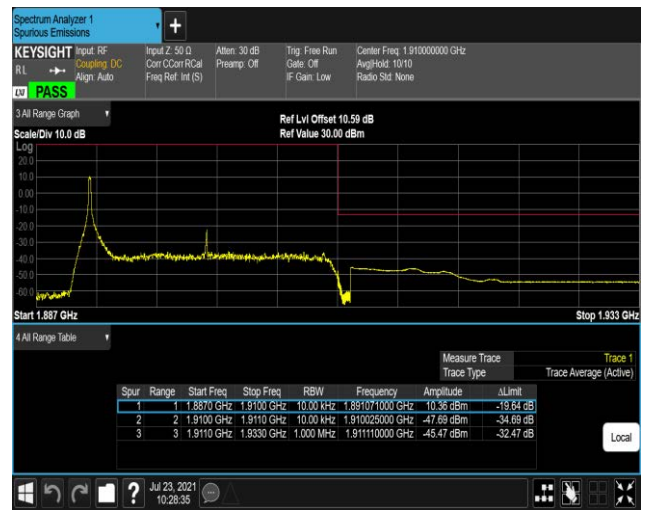 Spectrum Analyzer 1
Spurious Emissions
+
KEYSIGHT Input: RF Input Z: 50 Ω Atten: 30 dB Trig: Free Run Center Freq: 1.910000000 GHz
RL Coupling: DC Corr CCorr RCal Preamp: Off Gate: Off Avg|Hold: 10/10
Align: Auto Freq Ref: Int (S) IF Gain: Low Radio Std: None
LXI PASS
3 All Range Graph
Ref Lvl Offset 10.59 dB
Scale/Div 10.0 dB Ref Value 30.00 dBm
Log
20.0
10.0
0.00
-10.0
-20.0
-30.0
-40.0
-50.0
-60.0
Start 1.887 GHz Stop 1.933 GHz
4 All Range Table
Measure Trace Trace 1
Trace Type Trace Average (Active)
Spur Range Start Freq Stop Freq RBW Frequency Amplitude ΔLimit
1 1 1.8870 GHz 1.9100 GHz 10.00 kHz 1.891071000 GHz 10.36 dBm -19.64 dB
2 2 1.9100 GHz 1.9110 GHz 10.00 kHz 1.910025000 GHz -47.69 dBm -34.69 dB
3 3 1.9110 GHz 1.9330 GHz 1.000 MHz 1.911110000 GHz -45.47 dBm -32.47 dB
Local
? Jul 23, 2021
10:28:35